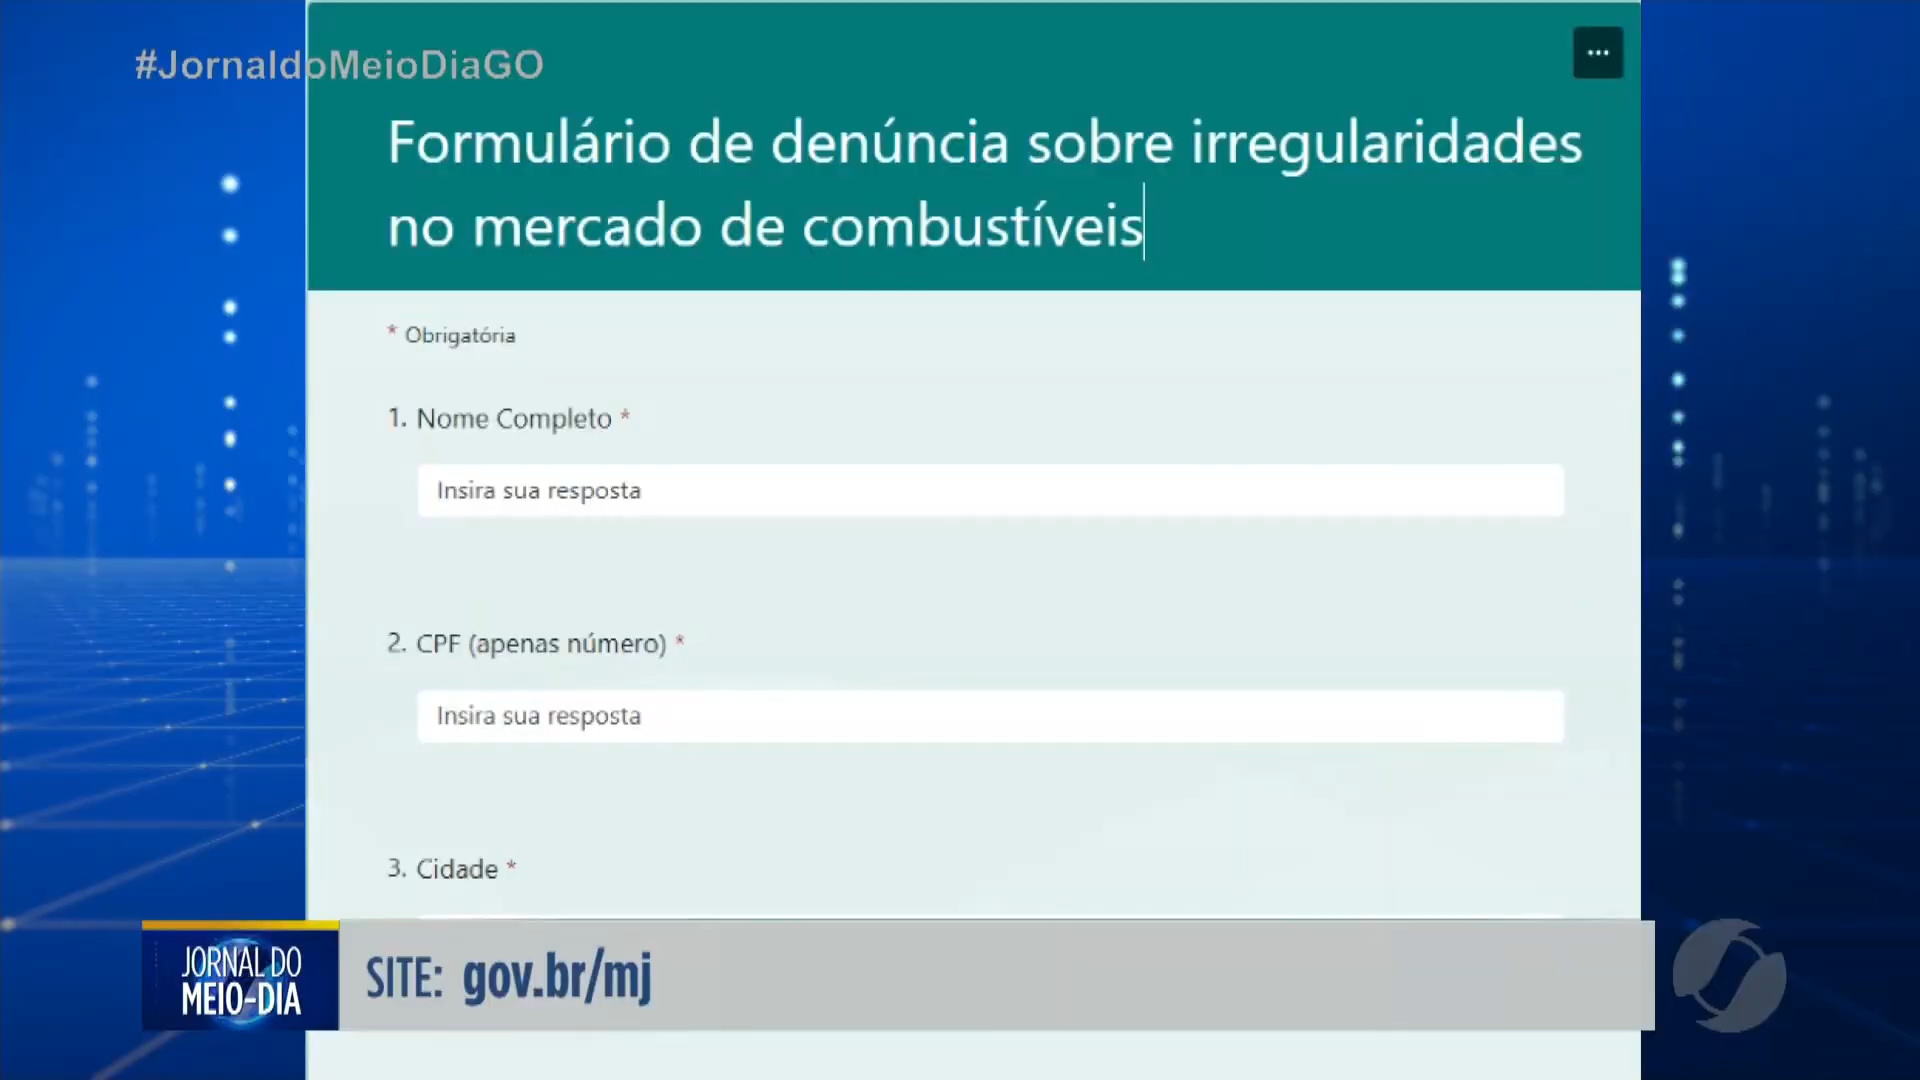 #JornaldoMeioDiaGO
...
Formulário de denúncia sobre irregularidades
no mercado de combustíveis
* Obrigatória
1. Nome Completo *
Insira sua resposta
2. CPF (apenas número) *
Insira sua resposta
3. Cidade *
JORNAL DO
MEIO-DIA
SITE: gov.br/mj